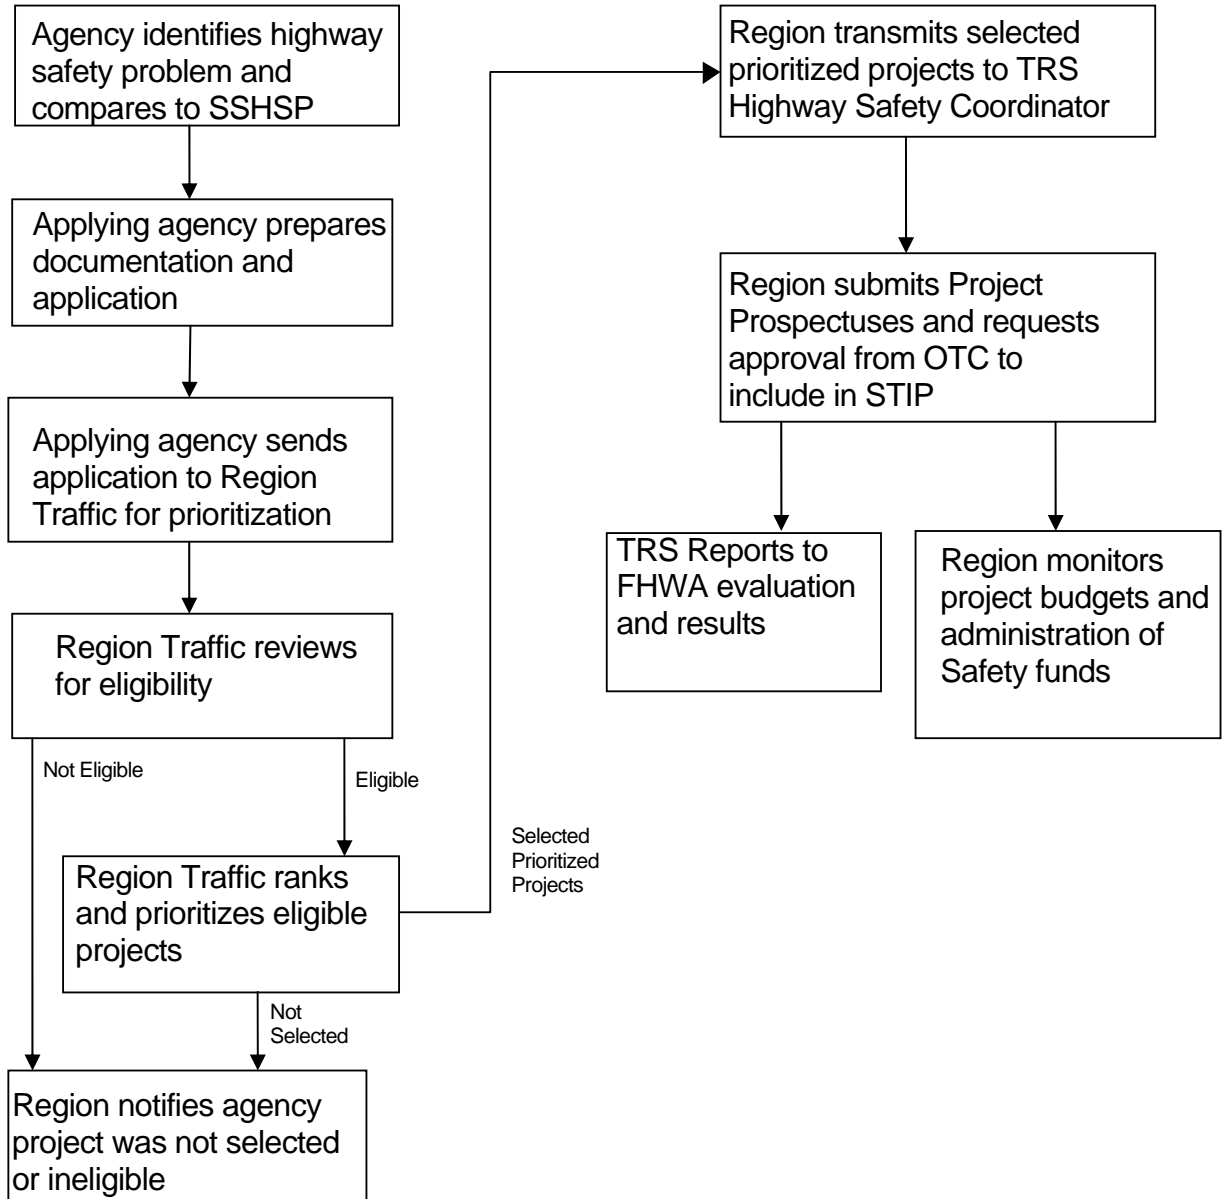 Agency identifies highway
safety problem and
compares to SSHSP
Applying agency prepares
documentation and
application
Applying agency sends
application to Region
Traffic for prioritization
Region Traffic reviews
for eligibility
Not Eligible
Eligible
Region Traffic ranks
and prioritizes eligible
projects
Not
Selected
Region notifies agency
project was not selected
or ineligible
Selected
Prioritized
Projects
Region transmits selected
prioritized projects to TRS
Highway Safety Coordinator
Region submits Project
Prospectuses and requests
approval from OTC to
include in STIP
TRS Reports to
FHWA evaluation
and results
Region monitors
project budgets and
administration of
Safety funds